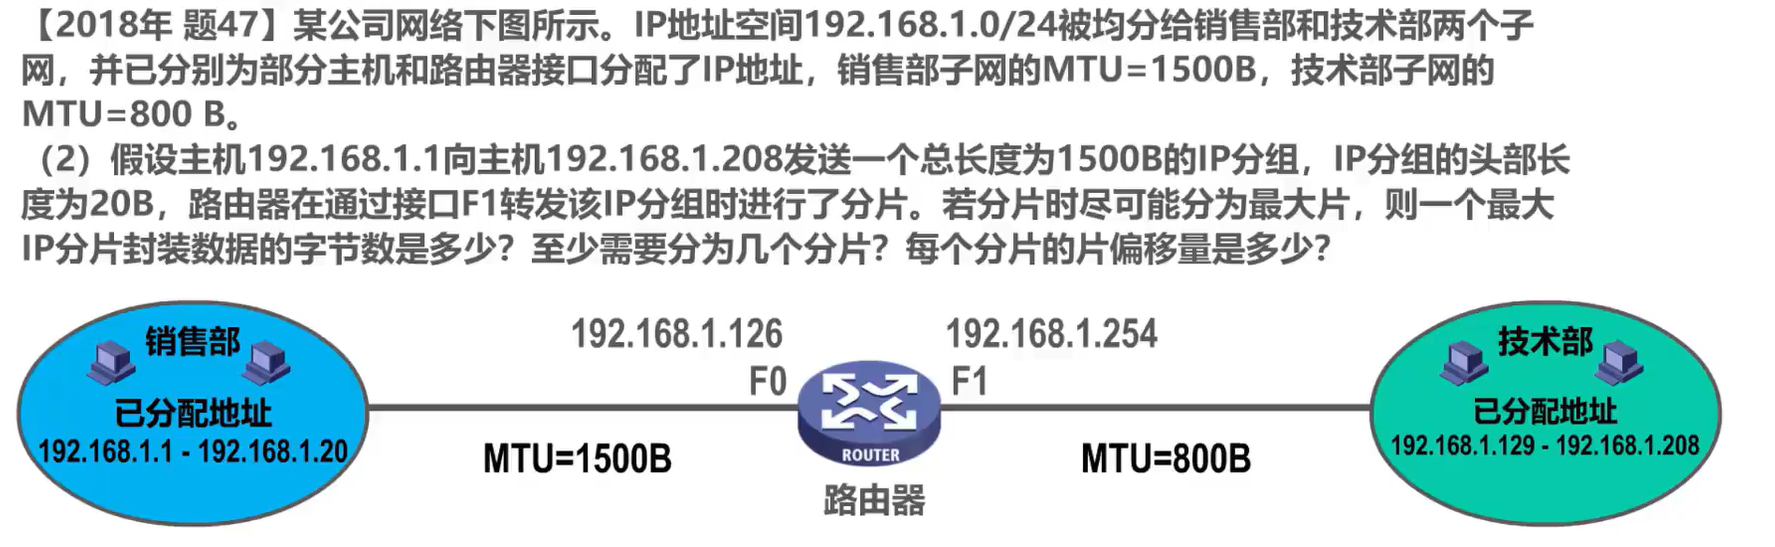 【2018年 题47】某公司网络下图所示。IP地址空间192.168.1.0/24被均分给销售部和技术部两个子
网，并已分别为部分主机和路由器接口分配了IP地址，销售部子网的MTU=1500B，技术部子网的
MTU=800 B。
（2）假设主机192.168.1.1向主机192.168.1.208发送一个总长度为1500B的IP分组，IP分组的头部长
度为20B，路由器在通过接口F1转发该IP分组时进行了分片。若分片时尽可能分为最大片，则一个最大
IP分片封装数据的字节数是多少？至少需要分为几个分片？每个分片的片偏移量是多少？
销售部
已分配地址
192.168.1.1 - 192.168.1.20
MTU=1500B
192.168.1.126
F0
ROUTER
路由器
192.168.1.254
F1
MTU=800B
技术部
已分配地址
192.168.1.129 - 192.168.1.208